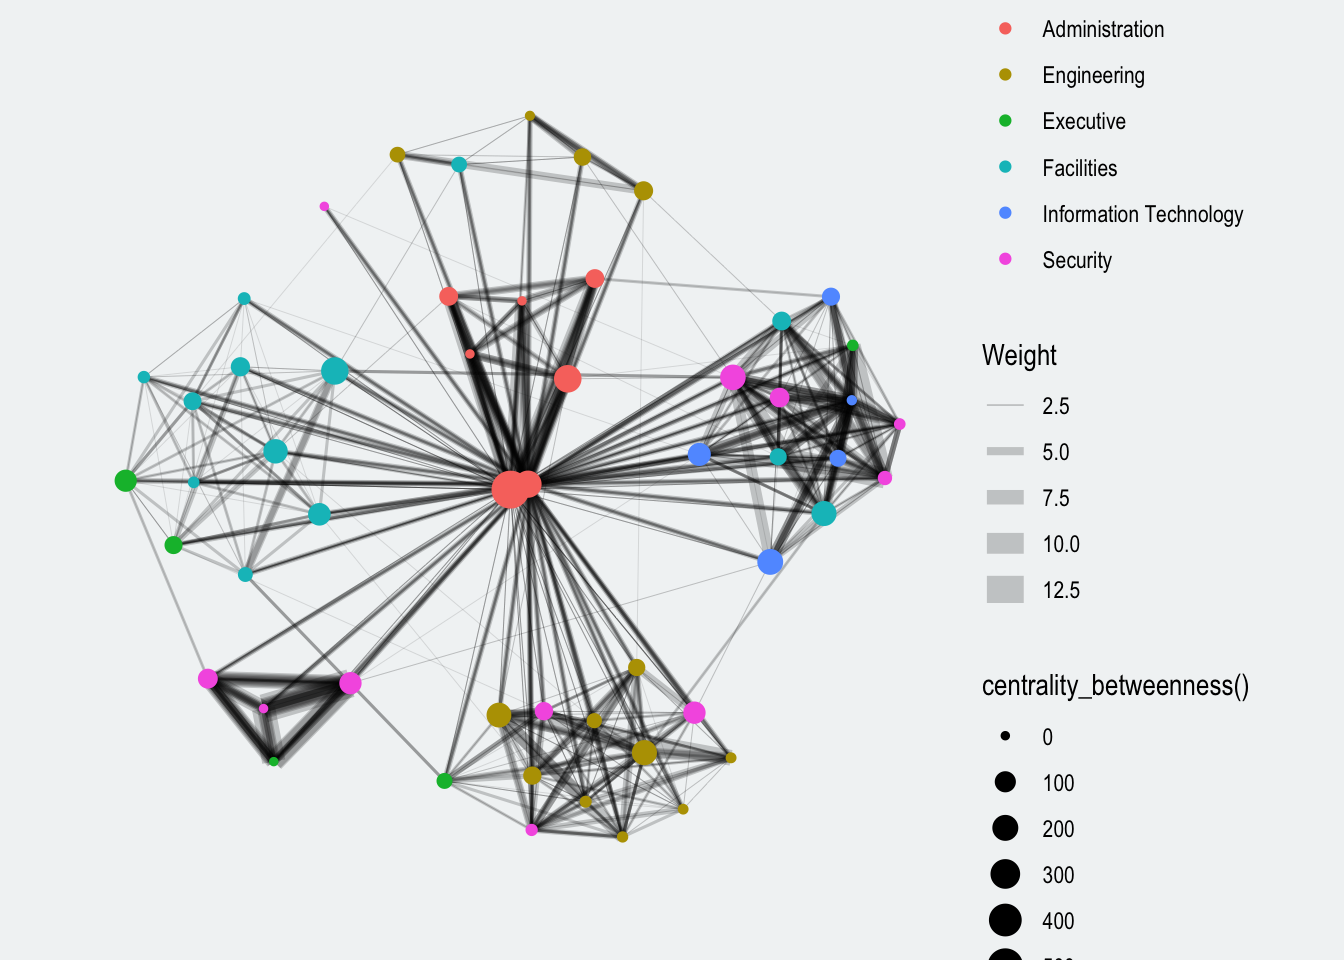 Administration
Engineering
Executive
Facilities
Information Technology
Security
Weight
2.5
5.0
7.5
10.0
12.5
centrality_betweenness()
0
100
200
300
400